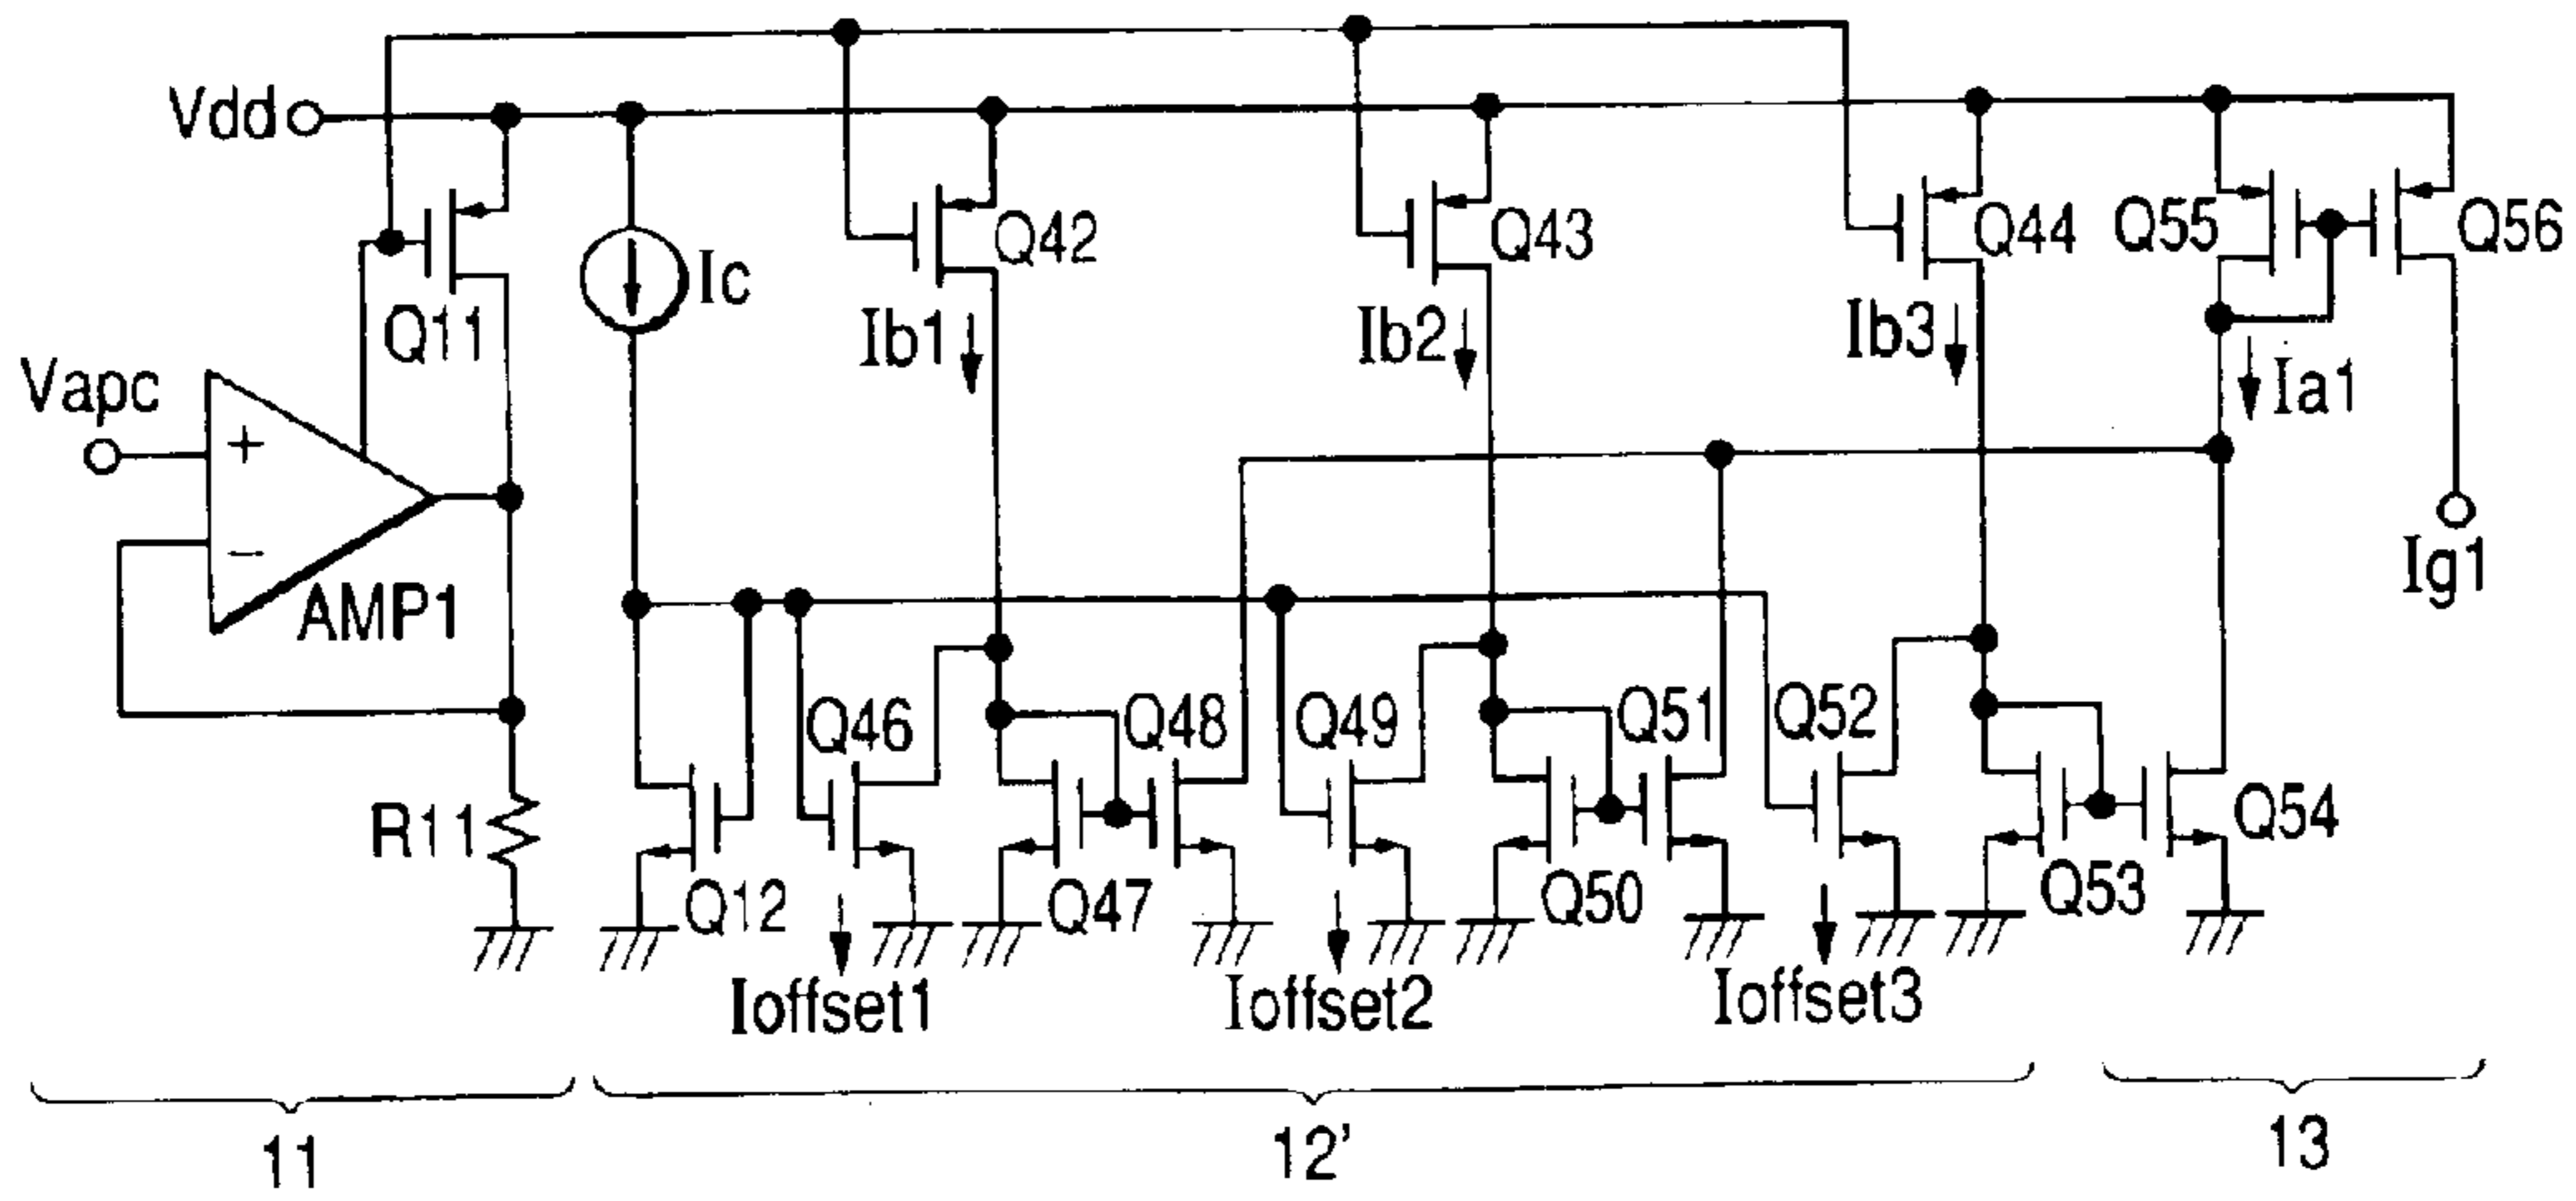 Vdd
Q11
Ic
Q42
Ib1
Q43
Ib2
Q44
Ib3
Q55
Q56
Ia1
Ig1
Vapc
+
−
AMP1
R11
Q12
Q46
Q47
Q48
Q49
Q50
Q51
Q52
Q53
Q54
Ioffset1
Ioffset2
Ioffset3
11
12'
13